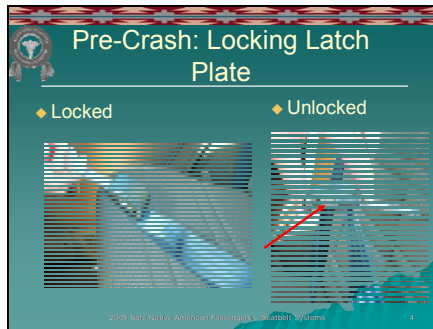 Pre-Crash: Locking Latch
Plate
◆ Locked
◆ Unlocked
2009 Safe Native American Passengers – Seatbelt Systems
4